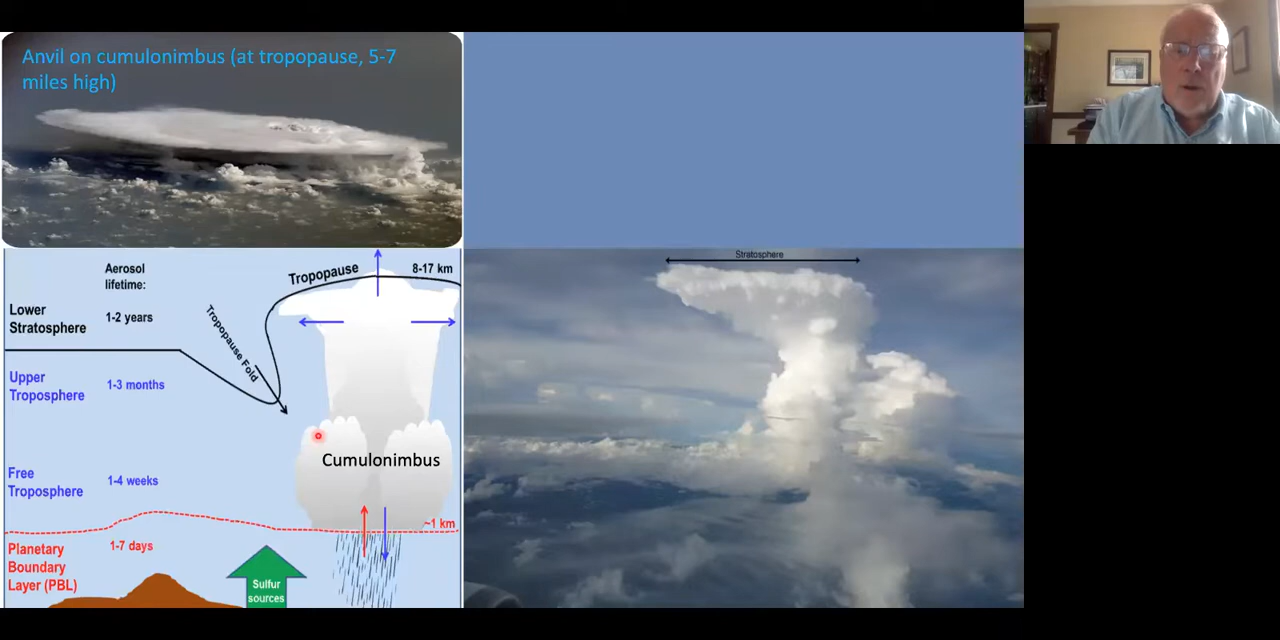 Anvil on cumulonimbus (at tropopause, 5-7
miles high)
Aerosol
lifetime:
Tropopause
8-17 km
Lower
Stratosphere
1-2 years
Tropopause Fold
Upper
Troposphere
1-3 months
Cumulonimbus
Free
Troposphere
1-4 weeks
~1 km
Planetary
Boundary
Layer (PBL)
1-7 days
Sulfur
sources
Stratosphere